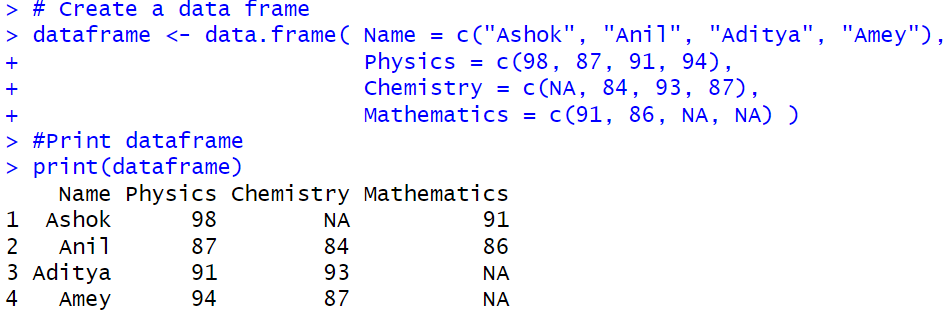 > # Create a data frame
> dataframe <- data.frame( Name = c("Ashok", "Anil", "Aditya", "Amey"),
+                          Physics = c(98, 87, 91, 94),
+                          Chemistry = c(NA, 84, 93, 87),
+                          Mathematics = c(91, 86, NA, NA) )
> #Print dataframe
> print(dataframe)
    Name Physics Chemistry Mathematics
1  Ashok      98        NA          91
2   Anil      87        84          86
3 Aditya      91        93          NA
4   Amey      94        87          NA